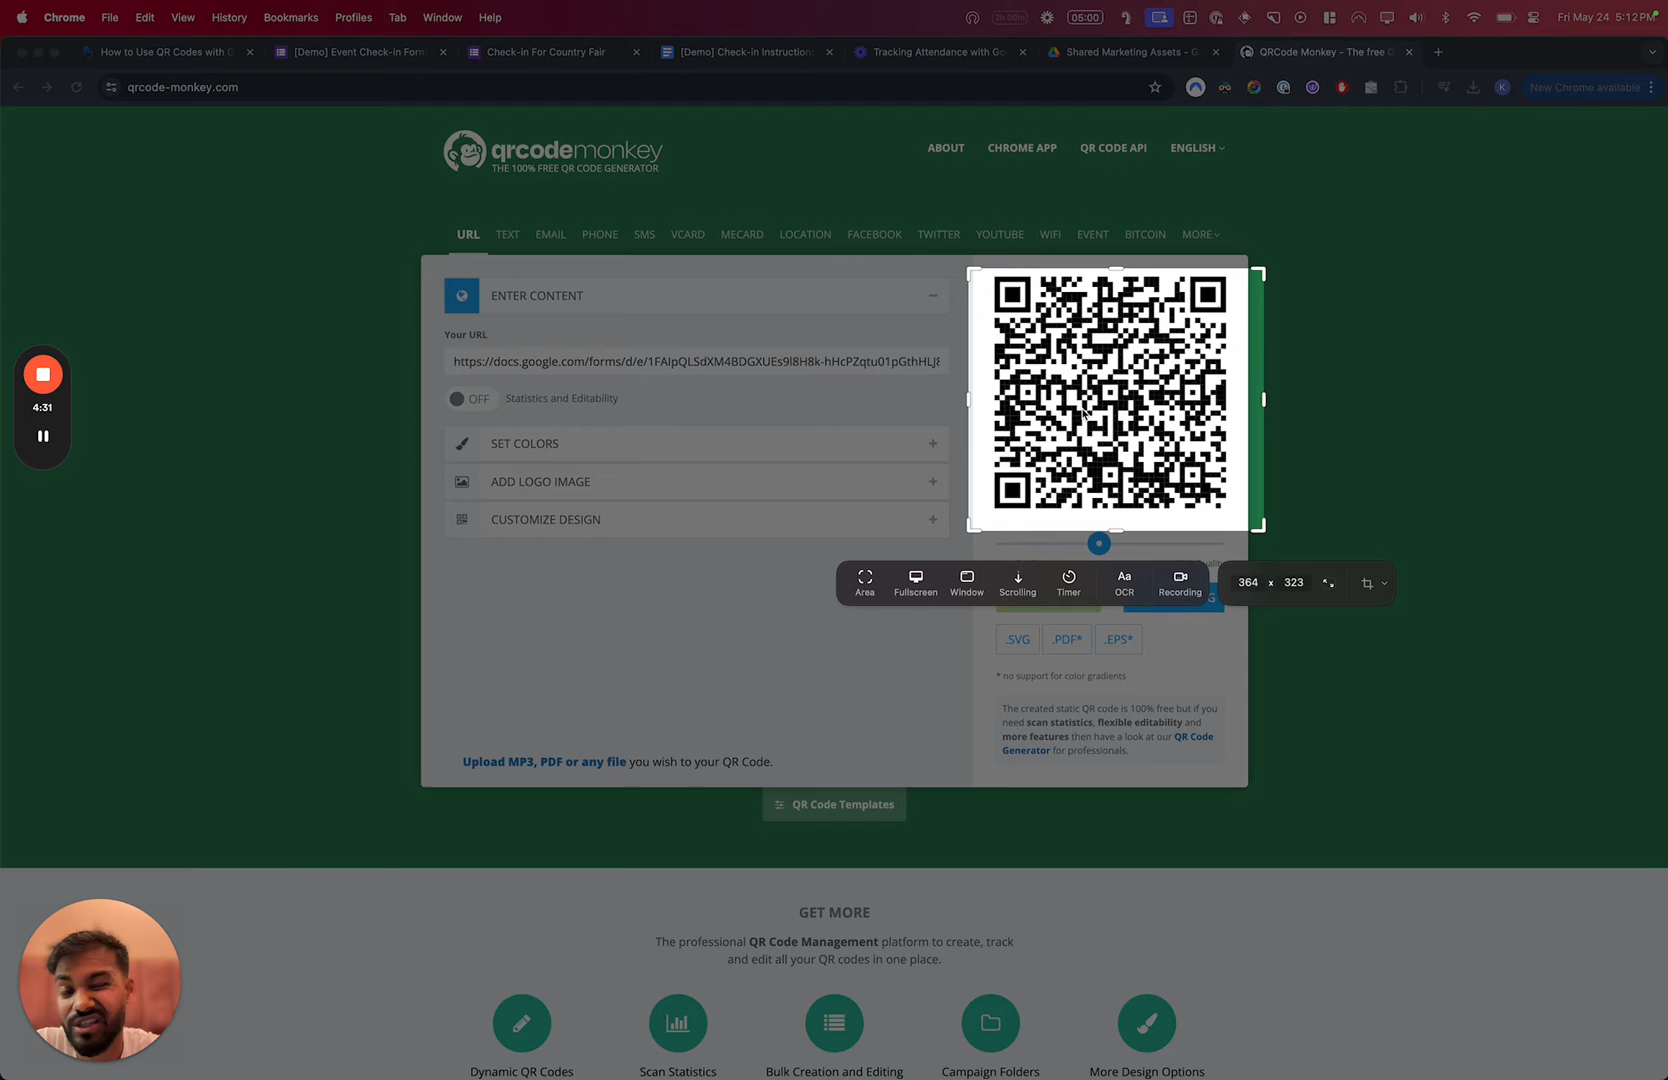 Chrome File Edit View History Bookmarks Profiles Tab Window Help 05:00 Fri May 24 5:12PM
How to Use QR Codes with G [Demo] Event Check-in Form Check-in For Country Fair [Demo] Check-in Instructions Tracking Attendance with Goo Shared Marketing Assets - G QRCode Monkey - The free C
qrcode-monkey.com K New Chrome available
qrcodemonkey
THE 100% FREE QR CODE GENERATOR
ABOUT CHROME APP QR CODE API ENGLISH
URL TEXT EMAIL PHONE SMS VCARD MECARD LOCATION FACEBOOK TWITTER YOUTUBE WIFI EVENT BITCOIN MORE
ENTER CONTENT
Your URL
https://docs.google.com/forms/d/e/1FAIpQLSdXM4BDGXUEs9l8H8k-hHcPZqtu01pGthHLJ
OFF Statistics and Editability
SET COLORS
ADD LOGO IMAGE
CUSTOMIZE DESIGN
4:31
Area Fullscreen Window Scrolling Timer Aa OCR Recording 364 x 323
.SVG .PDF* .EPS*
* no support for color gradients
The created static QR code is 100% free but if you
need scan statistics, flexible editability and
more features then have a look at our QR Code
Generator for professionals.
Upload MP3, PDF or any file you wish to your QR Code.
QR Code Templates
GET MORE
The professional QR Code Management platform to create, track
and edit all your QR codes in one place.
Dynamic QR Codes Scan Statistics Bulk Creation and Editing Campaign Folders More Design Options